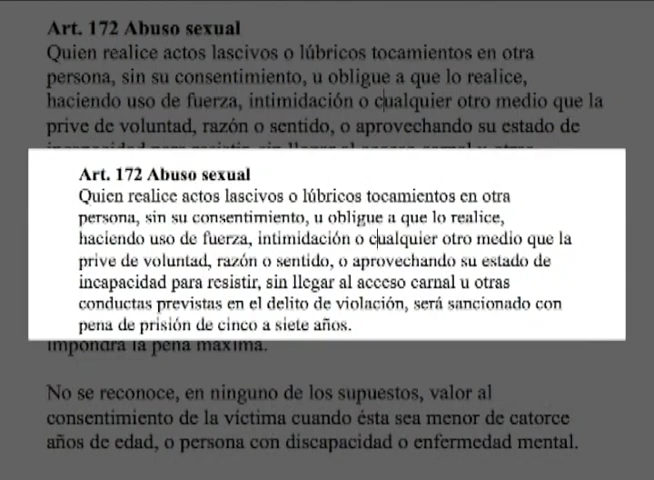 Art. 172 Abuso sexual
Quien realice actos lascivos o lúbricos tocamientos en otra
persona, sin su consentimiento, u obligue a que lo realice,
haciendo uso de fuerza, intimidación o cualquier otro medio que la
prive de voluntad, razón o sentido, o aprovechando su estado de
Art. 172 Abuso sexual
Quien realice actos lascivos o lúbricos tocamientos en otra
persona, sin su consentimiento, u obligue a que lo realice,
haciendo uso de fuerza, intimidación o cualquier otro medio que la
prive de voluntad, razón o sentido, o aprovechando su estado de
incapacidad para resistir, sin llegar al acceso carnal u otras
conductas previstas en el delito de violación, será sancionado con
pena de prisión de cinco a siete años.
impondrá la pena máxima.
No se reconoce, en ninguno de los supuestos, valor al
consentimiento de la víctima cuando ésta sea menor de catorce
años de edad, o persona con discapacidad o enfermedad mental.